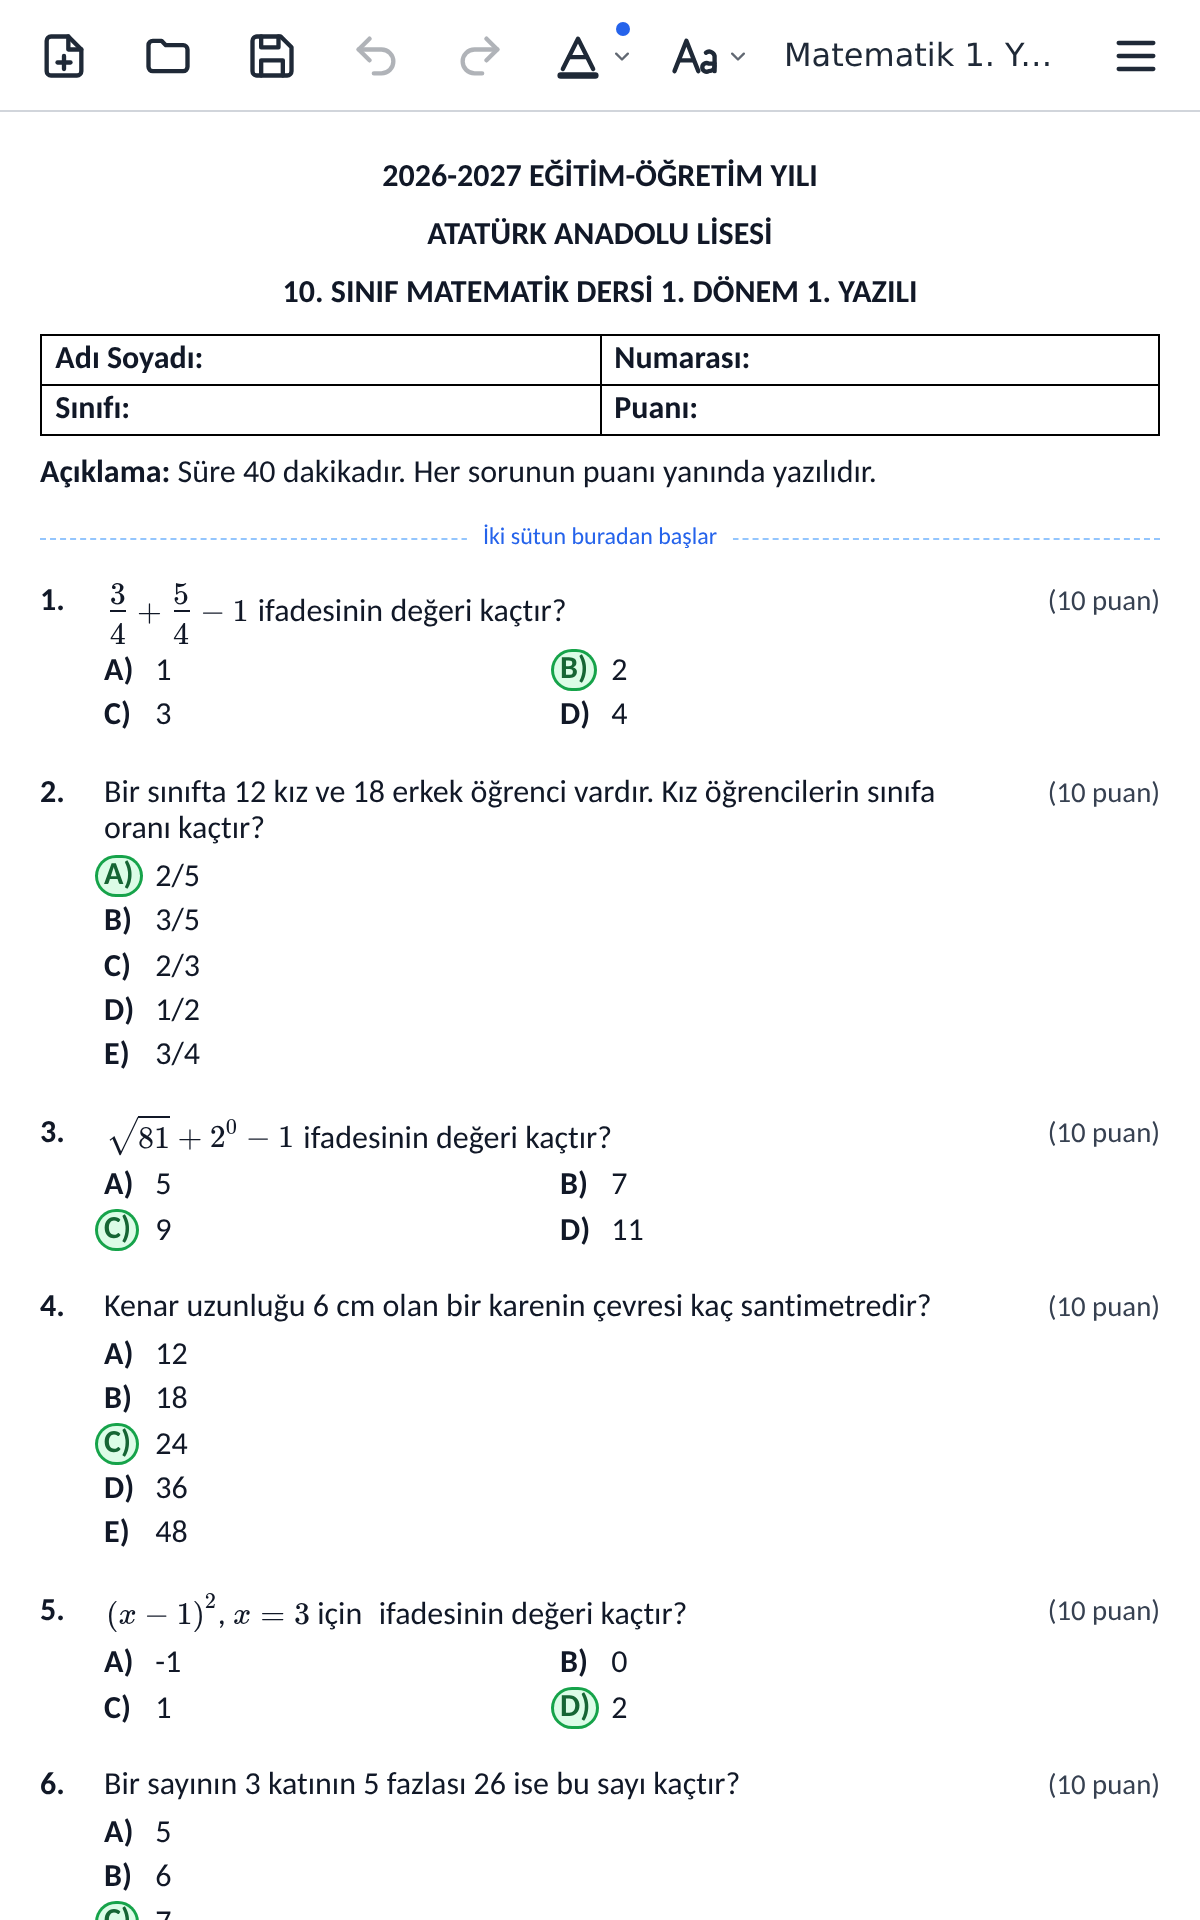 Matematik 1. Y...
2026-2027 EĞİTİM-ÖĞRETİM YILI
ATATÜRK ANADOLU LİSESİ
10. SINIF MATEMATİK DERSİ 1. DÖNEM 1. YAZILI
Adı Soyadı: Numarası:
Sınıfı: Puanı:
Açıklama: Süre 40 dakikadır. Her sorunun puanı yanında yazılıdır.
İki sütun buradan başlar
1. 3/4 + 5/4 − 1 ifadesinin değeri kaçtır? (10 puan)
A) 1 B) 2
C) 3 D) 4
2. Bir sınıfta 12 kız ve 18 erkek öğrenci vardır. Kız öğrencilerin sınıfa (10 puan)
oranı kaçtır?
A) 2/5
B) 3/5
C) 2/3
D) 1/2
E) 3/4
3. √81 + 2⁰ − 1 ifadesinin değeri kaçtır? (10 puan)
A) 5 B) 7
C) 9 D) 11
4. Kenar uzunluğu 6 cm olan bir karenin çevresi kaç santimetredir? (10 puan)
A) 12
B) 18
C) 24
D) 36
E) 48
5. (x − 1)², x = 3 için ifadesinin değeri kaçtır? (10 puan)
A) -1 B) 0
C) 1 D) 2
6. Bir sayının 3 katının 5 fazlası 26 ise bu sayı kaçtır? (10 puan)
A) 5
B) 6
C) 7